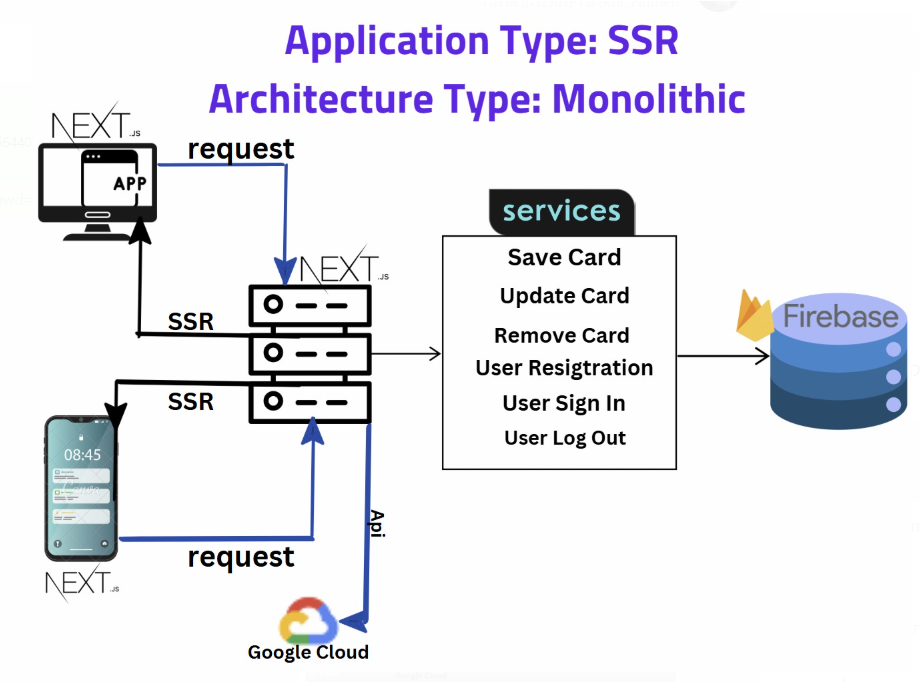 Application Type: SSR
Architecture Type: Monolithic
NEXT.JS
request
APP
services
NEXT.JS
Save Card
Update Card
Remove Card
User Resigtration
User Sign In
User Log Out
Firebase
SSR
SSR
08:45
Api
request
NEXT.JS
Google Cloud